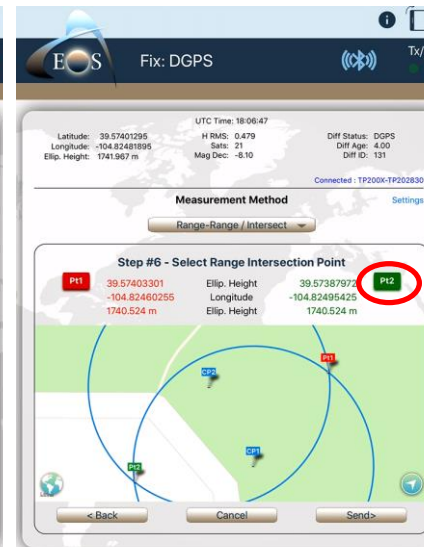 EOS Fix: DGPS Tx/
UTC Time: 18:06:47
Latitude: 39.57401295 H RMS: 0.479 Diff Status: DGPS
Longitude: -104.82481895 Sats: 21 Diff Age: 4.00
Ellip. Height: 1741.967 m Mag Dec: -8.10 Diff ID: 131
Connected : TP200X-TP202830
Measurement Method Settings
Range-Range / Intersect
Step #6 - Select Range Intersection Point
Pt1 39.57403301 Ellip. Height 39.57387972 Pt2
-104.82460255 Longitude -104.82495425
1740.524 m Ellip. Height 1740.524 m
Pt1
CP2
CP1
Pt2
< Back Cancel Send>